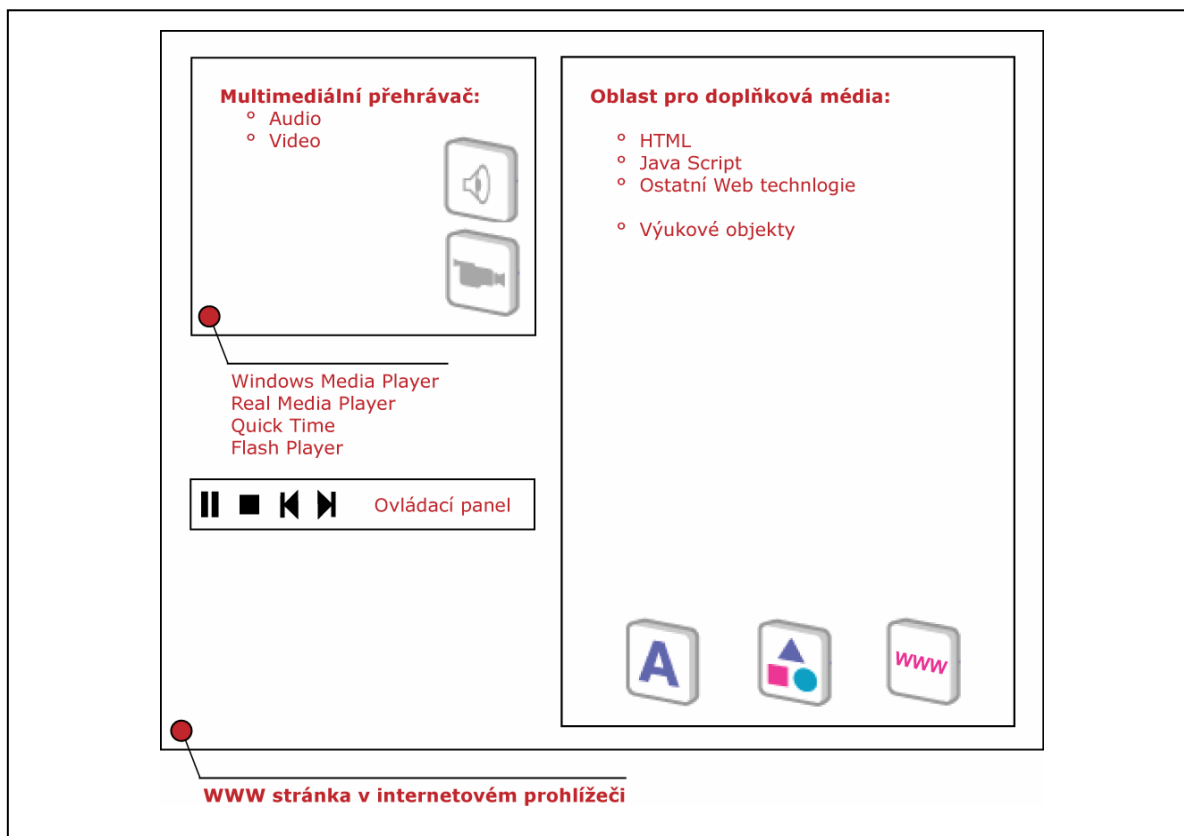 Multimediální přehrávač:
° Audio
° Video
Windows Media Player
Real Media Player
Quick Time
Flash Player
Ovládací panel
Oblast pro doplňková média:
° HTML
° Java Script
° Ostatní Web technlogie
° Výukové objekty
A
www
WWW stránka v internetovém prohlížeči